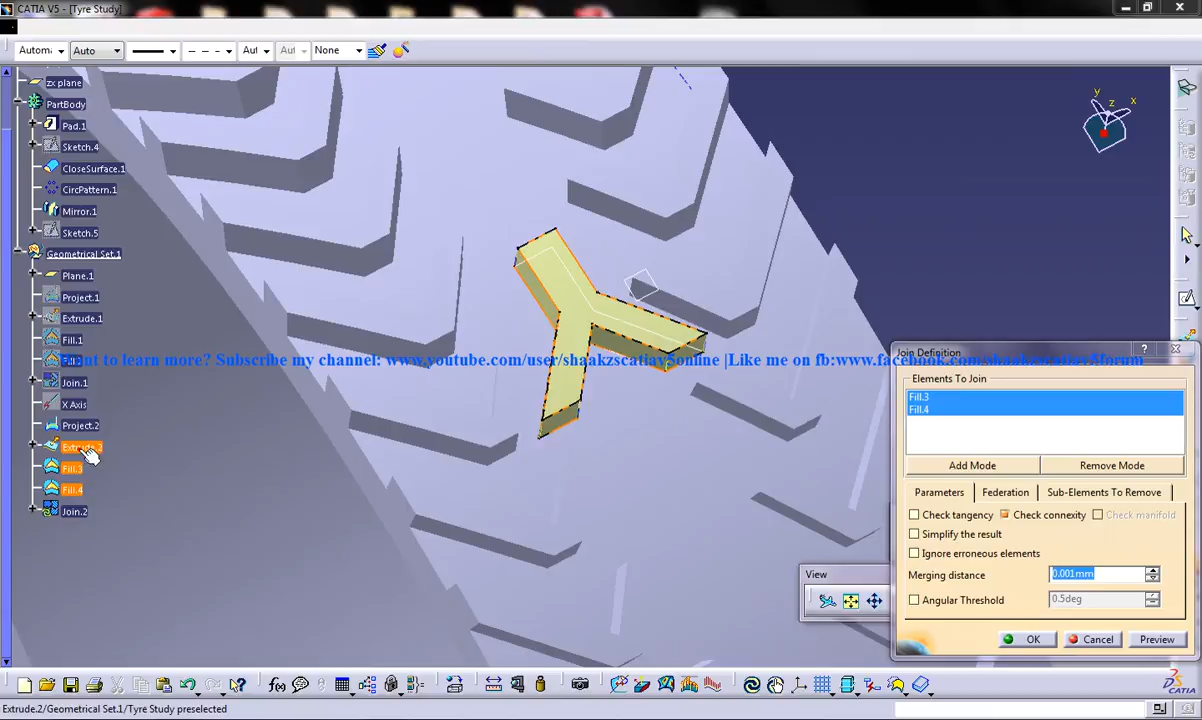 CATIA V5 - [Tyre Study]
Automa Auto Aut Aut None
zx plane
PartBody
Pad.1
Sketch.4
CloseSurface.1
CircPattern.1
Mirror.1
Sketch.5
Geometrical Set.1
Plane.1
Project.1
Extrude.1
Fill.1
Want to learn more? Subscribe my channel: www.youtube.com/user/shaakzscatiav5online |Like me on fb:www.facebook.com/shaakzscatiav5forum
Join.1
X Axis
Project.2
Extrude.2
Fill.3
Fill.4
Join.2
y
z
x
Join Definition
Elements To Join
Fill.3
Fill.4
Add Mode
Remove Mode
Parameters
Federation
Sub-Elements To Remove
Check tangency
Check connexity
Check manifold
Simplify the result
Ignore erroneous elements
Merging distance
0.001mm
Angular Threshold
0.5deg
OK
Cancel
Preview
View
f(x)
Extrude.2/Geometrical Set.1/Tyre Study preselected
DS
CATIA